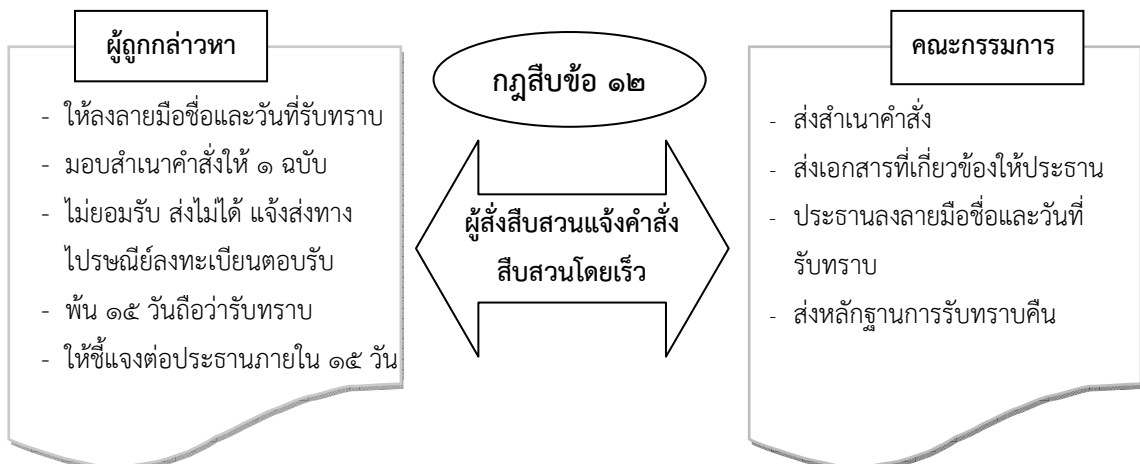 ผู้ถูกกล่าวหา
- ให้ลงลายมือชื่อและวันที่รับทราบ
- มอบสำเนาคำสั่งให้ ๑ ฉบับ
- ไม่ยอมรับ ส่งไม่ได้ แจ้งส่งทาง
ไปรษณีย์ลงทะเบียนตอบรับ
- พ้น ๑๕ วันถือว่ารับทราบ
- ให้ชี้แจงต่อประธานภายใน ๑๕ วัน
กฎสืบข้อ ๑๒
ผู้สั่งสืบสวนแจ้งคำสั่ง
สืบสวนโดยเร็ว
คณะกรรมการ
- ส่งสำเนาคำสั่ง
- ส่งเอกสารที่เกี่ยวข้องให้ประธาน
- ประธานลงลายมือชื่อและวันที่
รับทราบ
- ส่งหลักฐานการรับทราบคืน